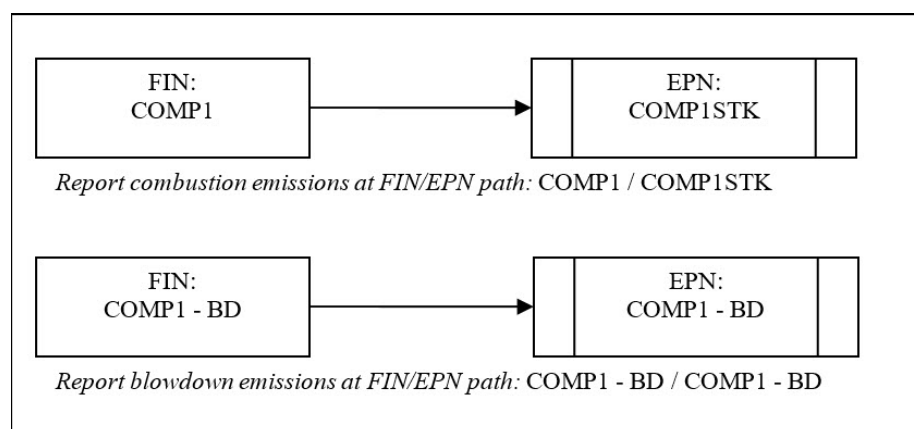 FIN:
COMP1
EPN:
COMP1STK
Report combustion emissions at FIN/EPN path: COMP1 / COMP1STK
FIN:
COMP1 - BD
EPN:
COMP1 - BD
Report blowdown emissions at FIN/EPN path: COMP1 - BD / COMP1 - BD